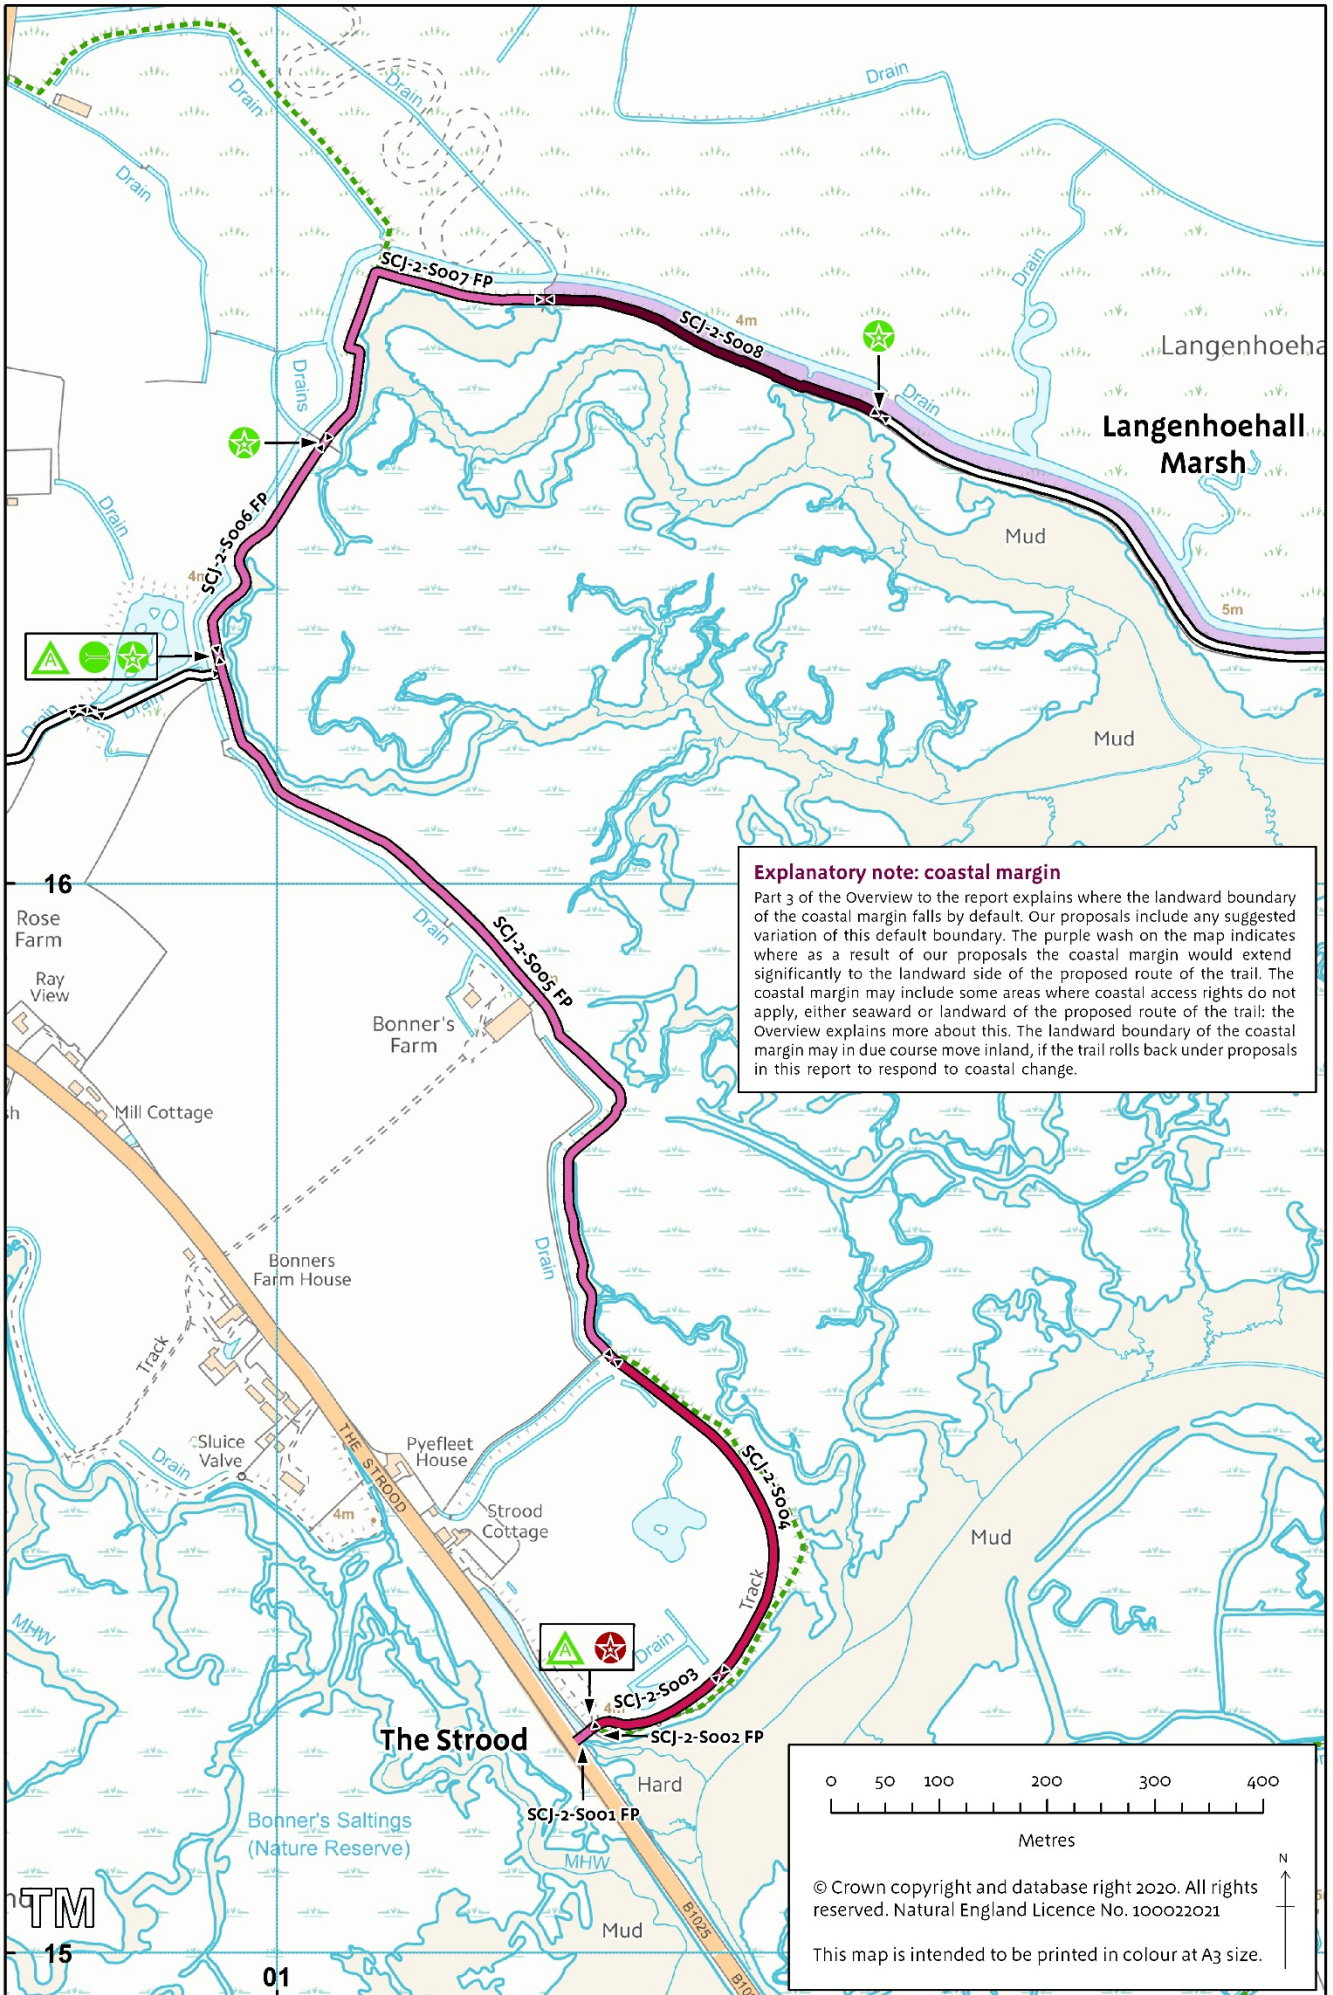 Drain
Drain
Drain
Drain
Drain
SCJ-2-S007 FP
SCJ-2-S008
4m
Langenhoeha
Drains
Drain
Langenhoehall
Marsh
Drain
SCJ-2-S006 FP
4m
Mud
5m
A
Drain
Drain
Mud
16
Explanatory note: coastal margin
Part 3 of the Overview to the report explains where the landward boundary
of the coastal margin falls by default. Our proposals include any suggested
variation of this default boundary. The purple wash on the map indicates
where as a result of our proposals the coastal margin would extend
significantly to the landward side of the proposed route of the trail. The
coastal margin may include some areas where coastal access rights do not
apply, either seaward or landward of the proposed route of the trail: the
Overview explains more about this. The landward boundary of the coastal
margin may in due course move inland, if the trail rolls back under proposals
in this report to respond to coastal change.
Rose
Farm
Drain
SCJ-2-S005 FP
Ray
View
Bonner's
Farm
sh
Mill Cottage
Drain
Bonners
Farm House
Track
THE STROOD
Sluice
Valve
Drain
Pyefleet
House
SCJ-2-S004
4m
Strood
Cottage
Mud
Track
MHW
A
Drain
SCJ-2-S003
The Strood
SCJ-2-S002 FP
Hard
SCJ-2-S001 FP
Bonner's Saltings
(Nature Reserve)
MHW
0 50 100 200 300 400
Metres
N
© Crown copyright and database right 2020. All rights
reserved. Natural England Licence No. 100022021
This map is intended to be printed in colour at A3 size.
TM
B1025
Mud
15
01